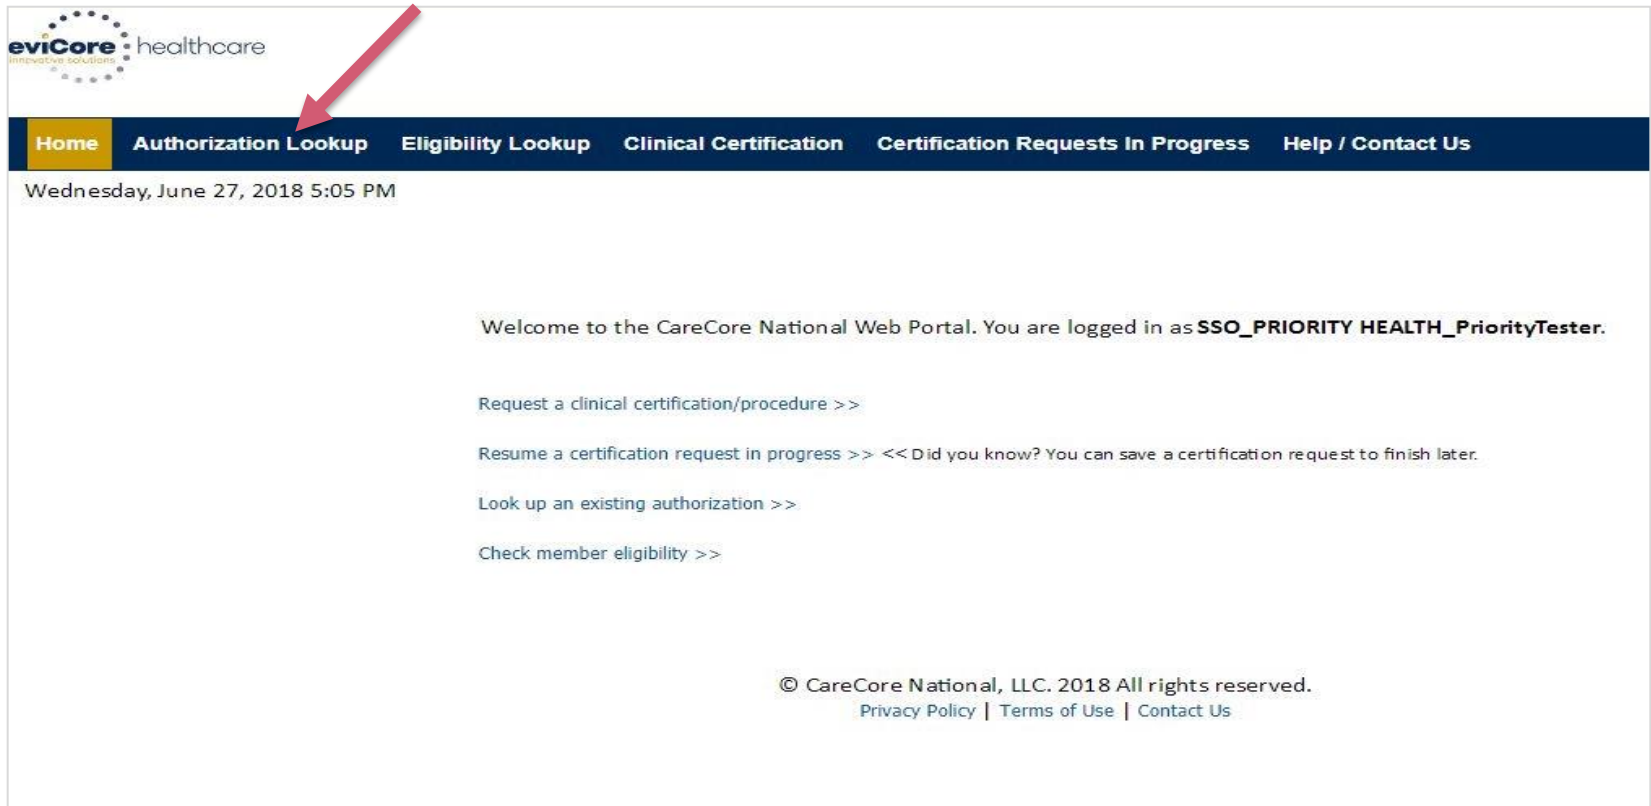 eviCore healthcare
innovative solutions
Home Authorization Lookup Eligibility Lookup Clinical Certification Certification Requests In Progress Help / Contact Us
Wednesday, June 27, 2018 5:05 PM
Welcome to the CareCore National Web Portal. You are logged in as SSO_PRIORITY HEALTH_PriorityTester.
Request a clinical certification/procedure >>
Resume a certification request in progress >> << Did you know? You can save a certification request to finish later.
Look up an existing authorization >>
Check member eligibility >>
© CareCore National, LLC. 2018 All rights reserved.
Privacy Policy | Terms of Use | Contact Us